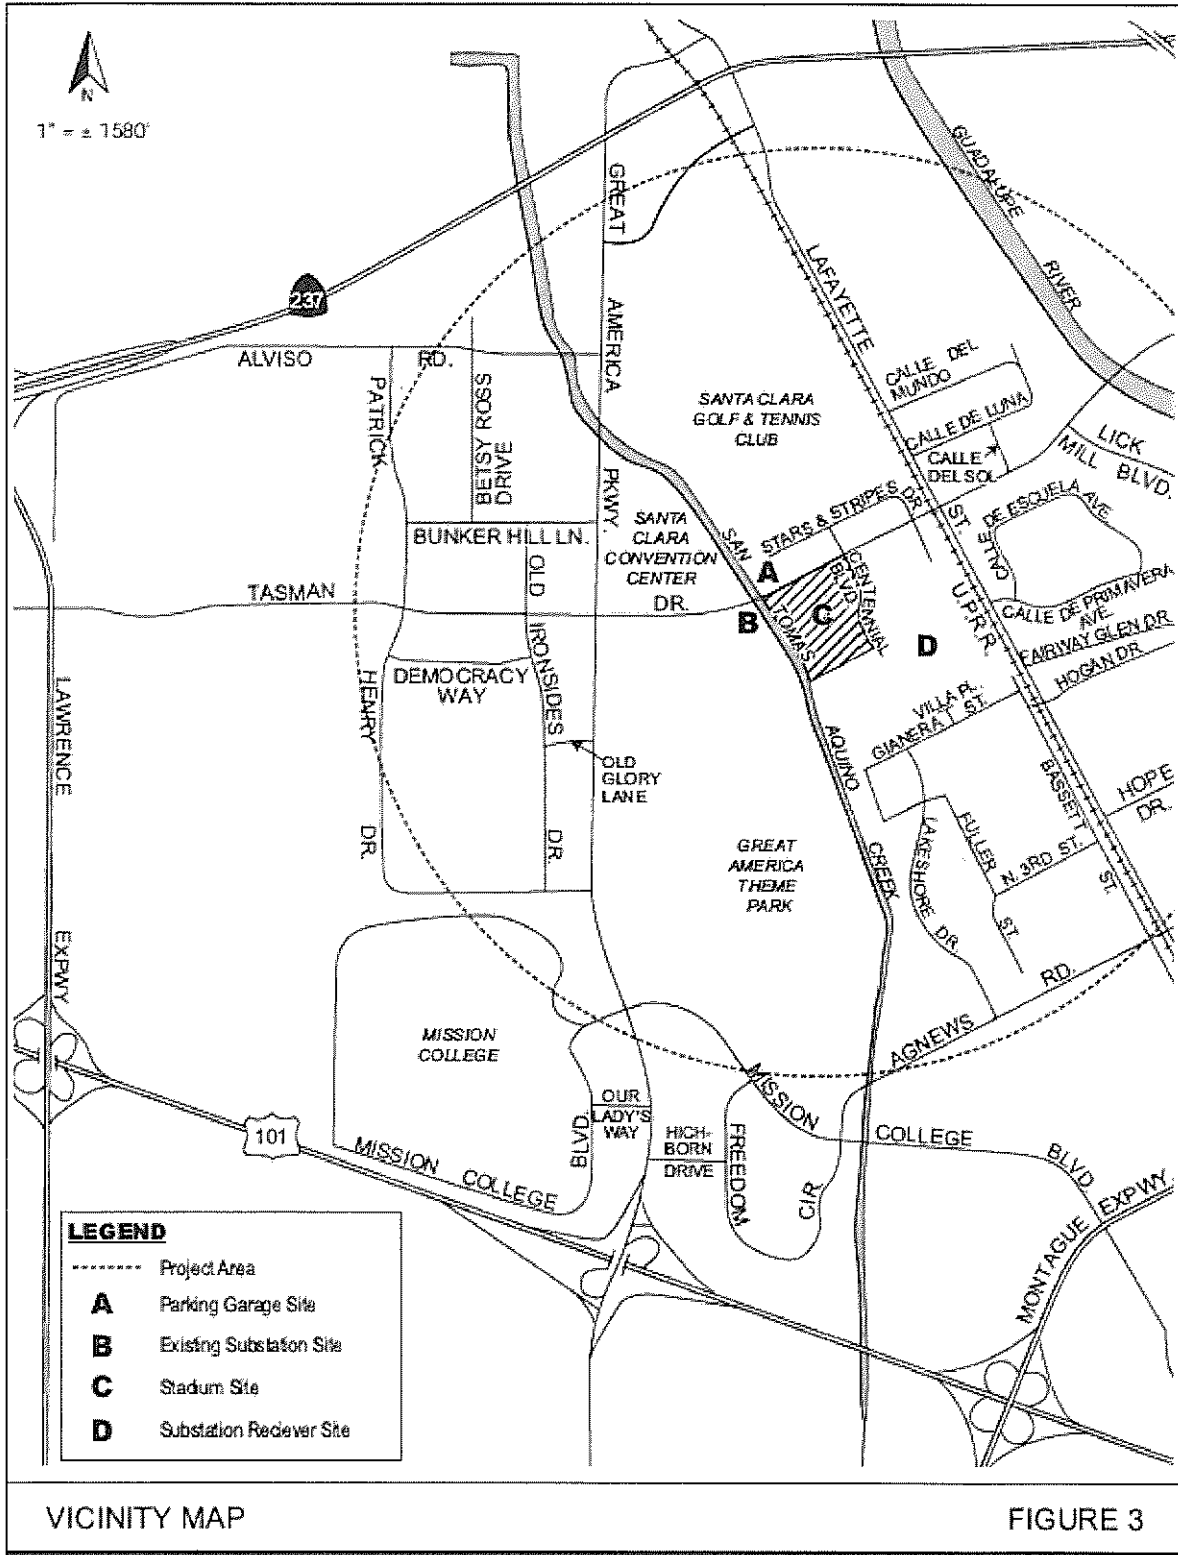 N
1" = ± 1580'
237
GREAT
AMERICA
PKWY.
GUADALUPE
RIVER
LAFAYETTE
ST.
ALVISO
RD.
PATRICK
HENRY
DR.
BETSY ROSS
DRIVE
SANTA CLARA
GOLF & TENNIS
CLUB
CALLE DEL
MUNDO
CALLE DE LUNA
CALLE
DEL SOL
LICK
MILL BLVD.
BUNKER HILL LN.
SANTA
CLARA
CONVENTION
CENTER
STARS & STRIPES DR.
CALLE DE ESCUELA AVE.
TASMAN
DR.
OLD
IRONSIDES
DR.
SAN
TOMAS
AQUINO
CREEK
A
B
C
D
CENTENNIAL
BLVD.
U.P.R.R.
CALLE DE PRIMAVERA
AVE.
FAIRWAY GLEN DR.
HOGAN DR.
DEMOCRACY
WAY
VILLA PL.
GIANERA ST.
OLD
GLORY
LANE
LAWRENCE
EXPWY
BASSETT
ST.
HOPE
DR.
LAKESHORE DR.
FULLER
ST.
N. 3RD ST.
GREAT
AMERICA
THEME
PARK
AGNEWS
RD.
MISSION
COLLEGE
MISSION
COLLEGE
BLVD.
OUR
LADY'S
WAY
HICH-
BORN
DRIVE
FREEDOM
CIR
MISSION
COLLEGE
BLVD.
MONTAGUE
EXPWY.
101
LEGEND
Project Area
A Parking Garage Site
B Existing Substation Site
C Stadium Site
D Substation Reciever Site
VICINITY MAP
FIGURE 3